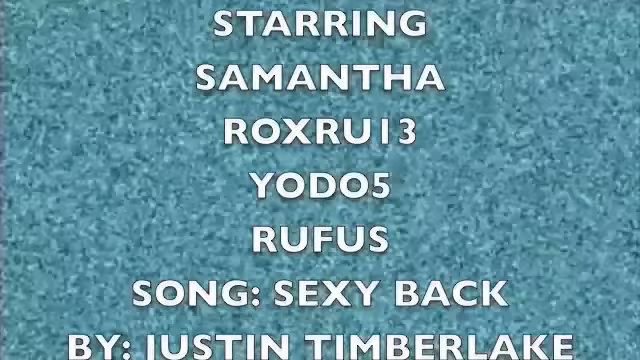 STARRING
SAMANTHA
ROXRU13
YODO5
RUFUS
SONG: SEXY BACK
BY: JUSTIN TIMBERLAKE